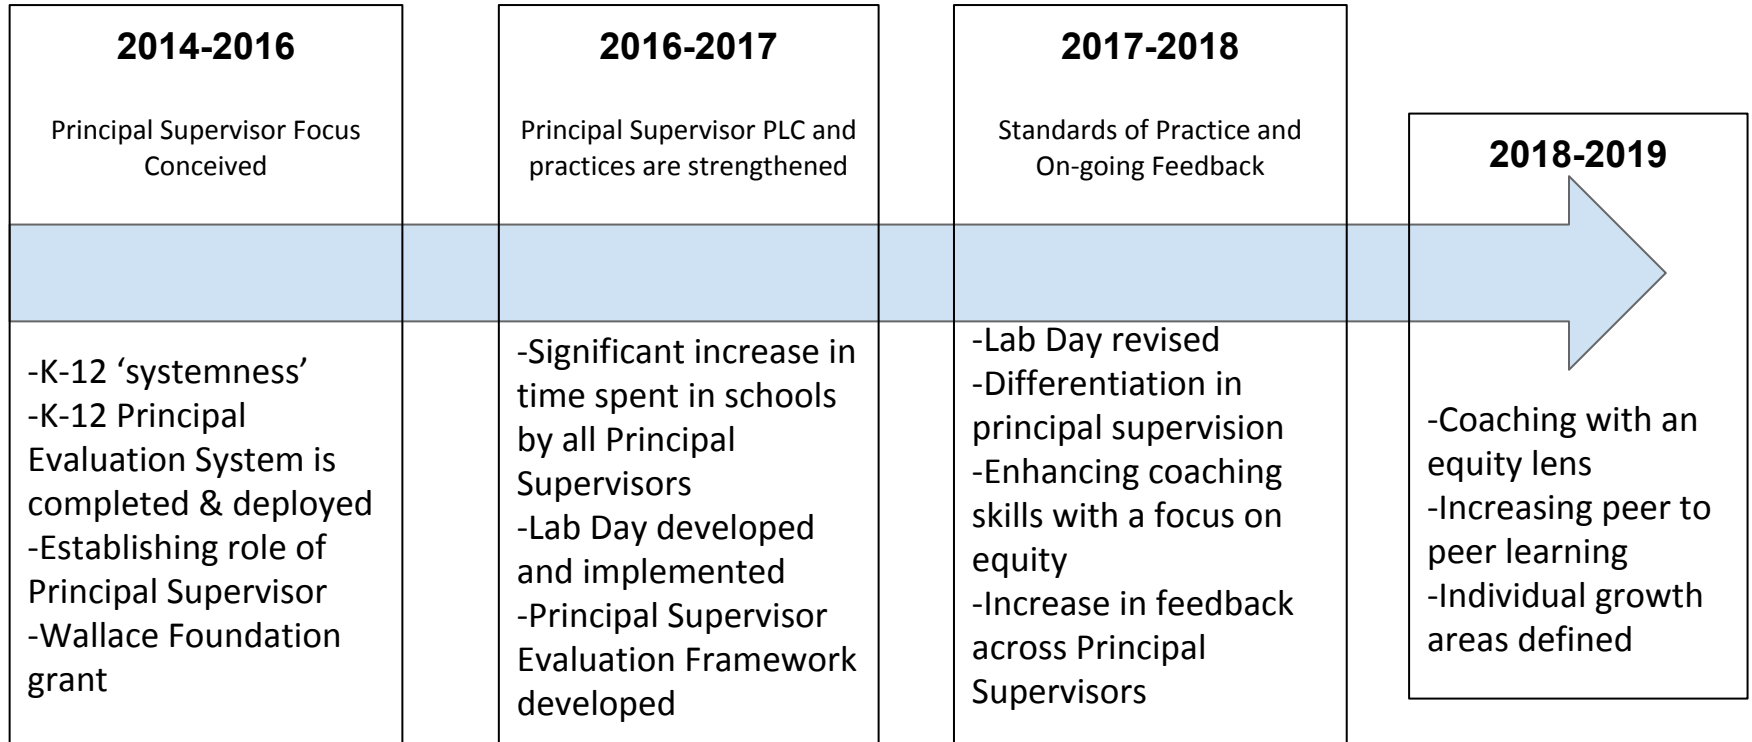 2014-2016
Principal Supervisor Focus
Conceived
-K-12 ‘systemness’
-K-12 Principal
Evaluation System is
completed & deployed
-Establishing role of
Principal Supervisor
-Wallace Foundation
grant
2016-2017
Principal Supervisor PLC and
practices are strengthened
-Significant increase in
time spent in schools
by all Principal
Supervisors
-Lab Day developed
and implemented
-Principal Supervisor
Evaluation Framework
developed
2017-2018
Standards of Practice and
On-going Feedback
-Lab Day revised
-Differentiation in
principal supervision
-Enhancing coaching
skills with a focus on
equity
-Increase in feedback
across Principal
Supervisors
2018-2019
-Coaching with an
equity lens
-Increasing peer to
peer learning
-Individual growth
areas defined